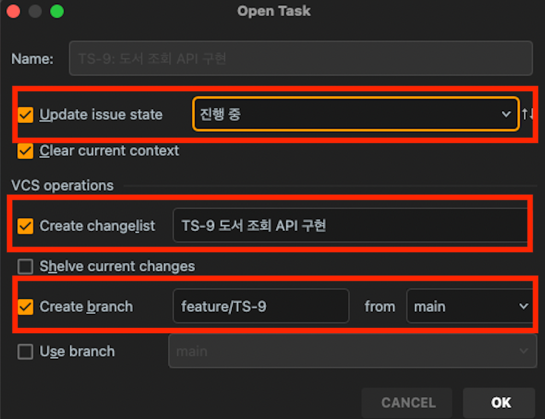 Open Task
Name: TS-9: 도서 조회 API 구현
Update issue state 진행 중
Clear current context
VCS operations
Create changelist TS-9 도서 조회 API 구현
Shelve current changes
Create branch feature/TS-9 from main
Use branch main
CANCEL OK